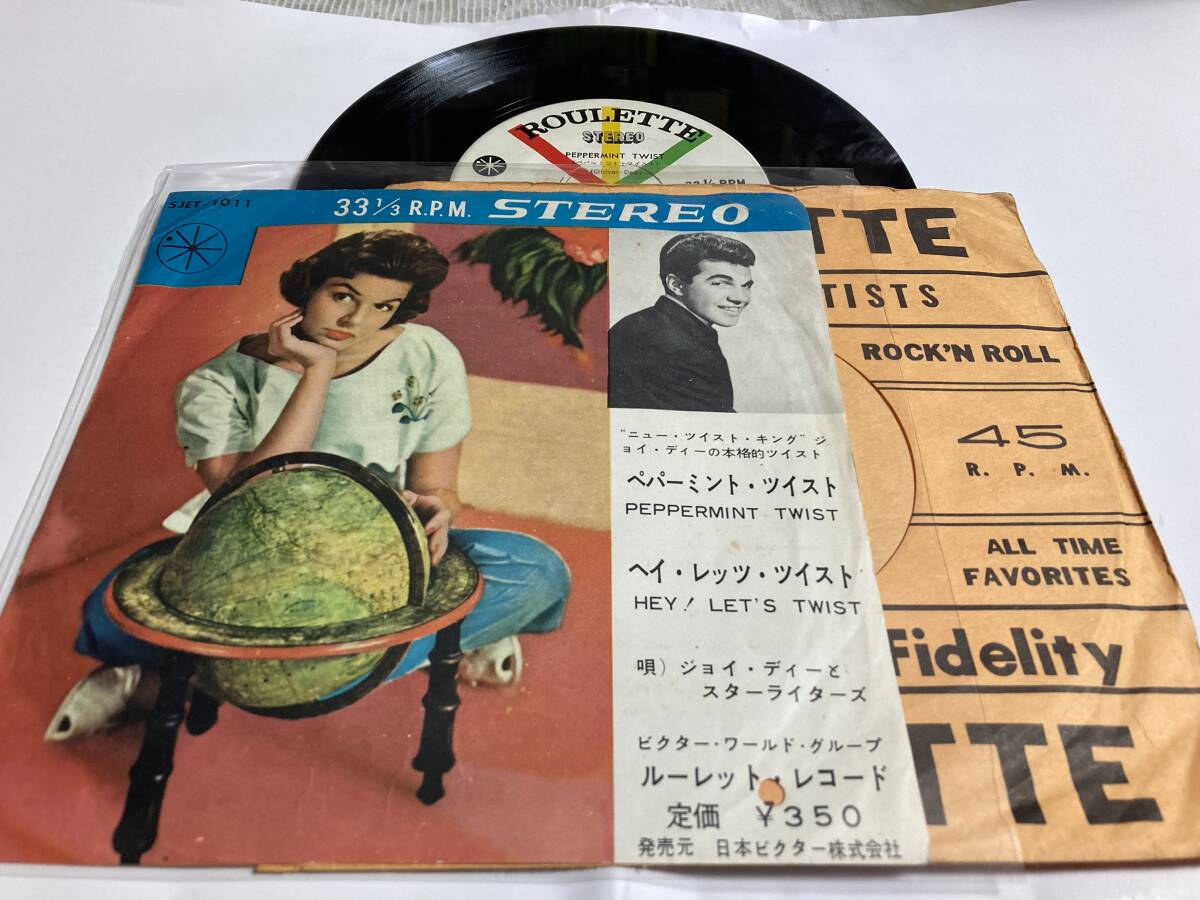 ROULETTE
STEREO
PEPPERMINT TWIST
33 1/3 RPM
SJET-1011
33 1/3 R.P.M. STEREO
"ニュー・ツイスト・キング" ジ
ョイ・ディーの本格的ツイスト
ペパーミント・ツイスト
PEPPERMINT TWIST
ヘイ・レッツ・ツイスト
HEY! LET'S TWIST
唄) ジョイ・ディーと
スターライターズ
ビクター・ワールド・グループ
ルーレット・レコード
定価 ¥350
発売元 日本ビクター株式会社
TTE
TISTS
ROCK'N ROLL
45
R. P. M.
ALL TIME
FAVORITES
Fidelity
TTE